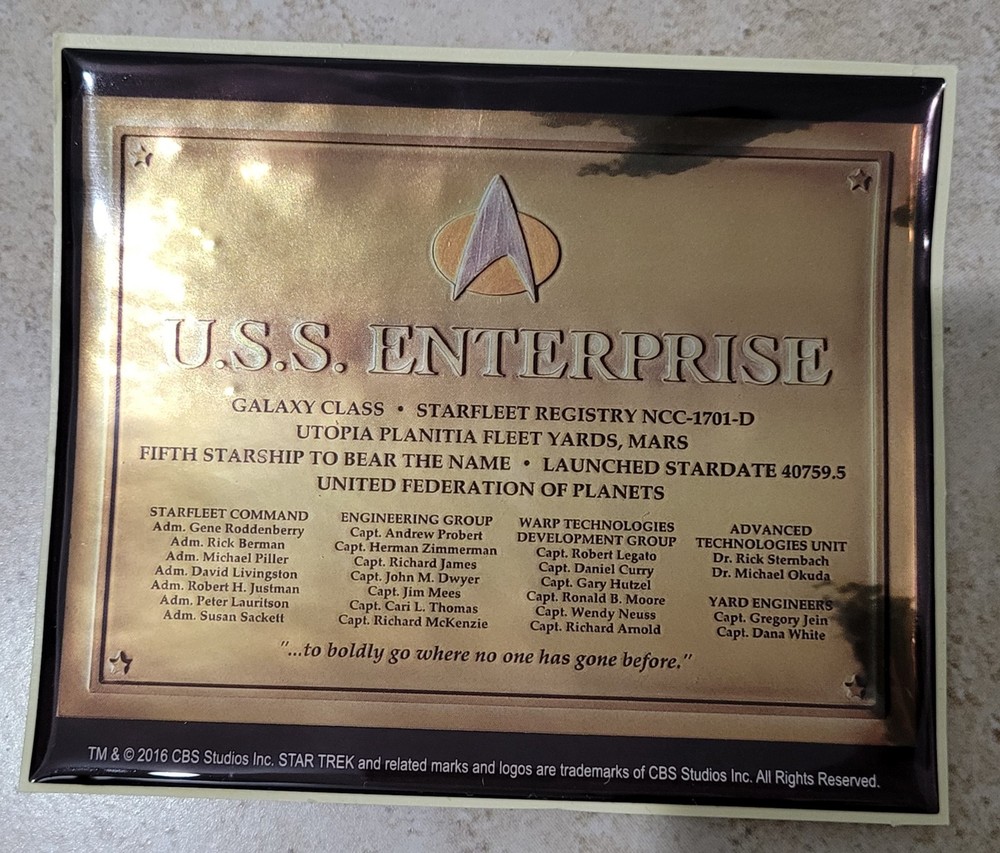 U.S.S. ENTERPRISE
GALAXY CLASS • STARFLEET REGISTRY NCC-1701-D
UTOPIA PLANITIA FLEET YARDS, MARS
FIFTH STARSHIP TO BEAR THE NAME • LAUNCHED STARDATE 40759.5
UNITED FEDERATION OF PLANETS
STARFLEET COMMAND
Adm. Gene Roddenberry
Adm. Rick Berman
Adm. Michael Piller
Adm. David Livingston
Adm. Robert H. Justman
Adm. Peter Lauritson
Adm. Susan Sackett
ENGINEERING GROUP
Capt. Andrew Probert
Capt. Herman Zimmerman
Capt. Richard James
Capt. John M. Dwyer
Capt. Jim Mees
Capt. Cari L. Thomas
Capt. Richard McKenzie
WARP TECHNOLOGIES
DEVELOPMENT GROUP
Capt. Robert Legato
Capt. Daniel Curry
Capt. Gary Hutzel
Capt. Ronald B. Moore
Capt. Wendy Neuss
Capt. Richard Arnold
ADVANCED
TECHNOLOGIES UNIT
Dr. Rick Sternbach
Dr. Michael Okuda
YARD ENGINEERS
Capt. Gregory Jein
Capt. Dana White
"...to boldly go where no one has gone before."
TM & © 2016 CBS Studios Inc. STAR TREK and related marks and logos are trademarks of CBS Studios Inc. All Rights Reserved.